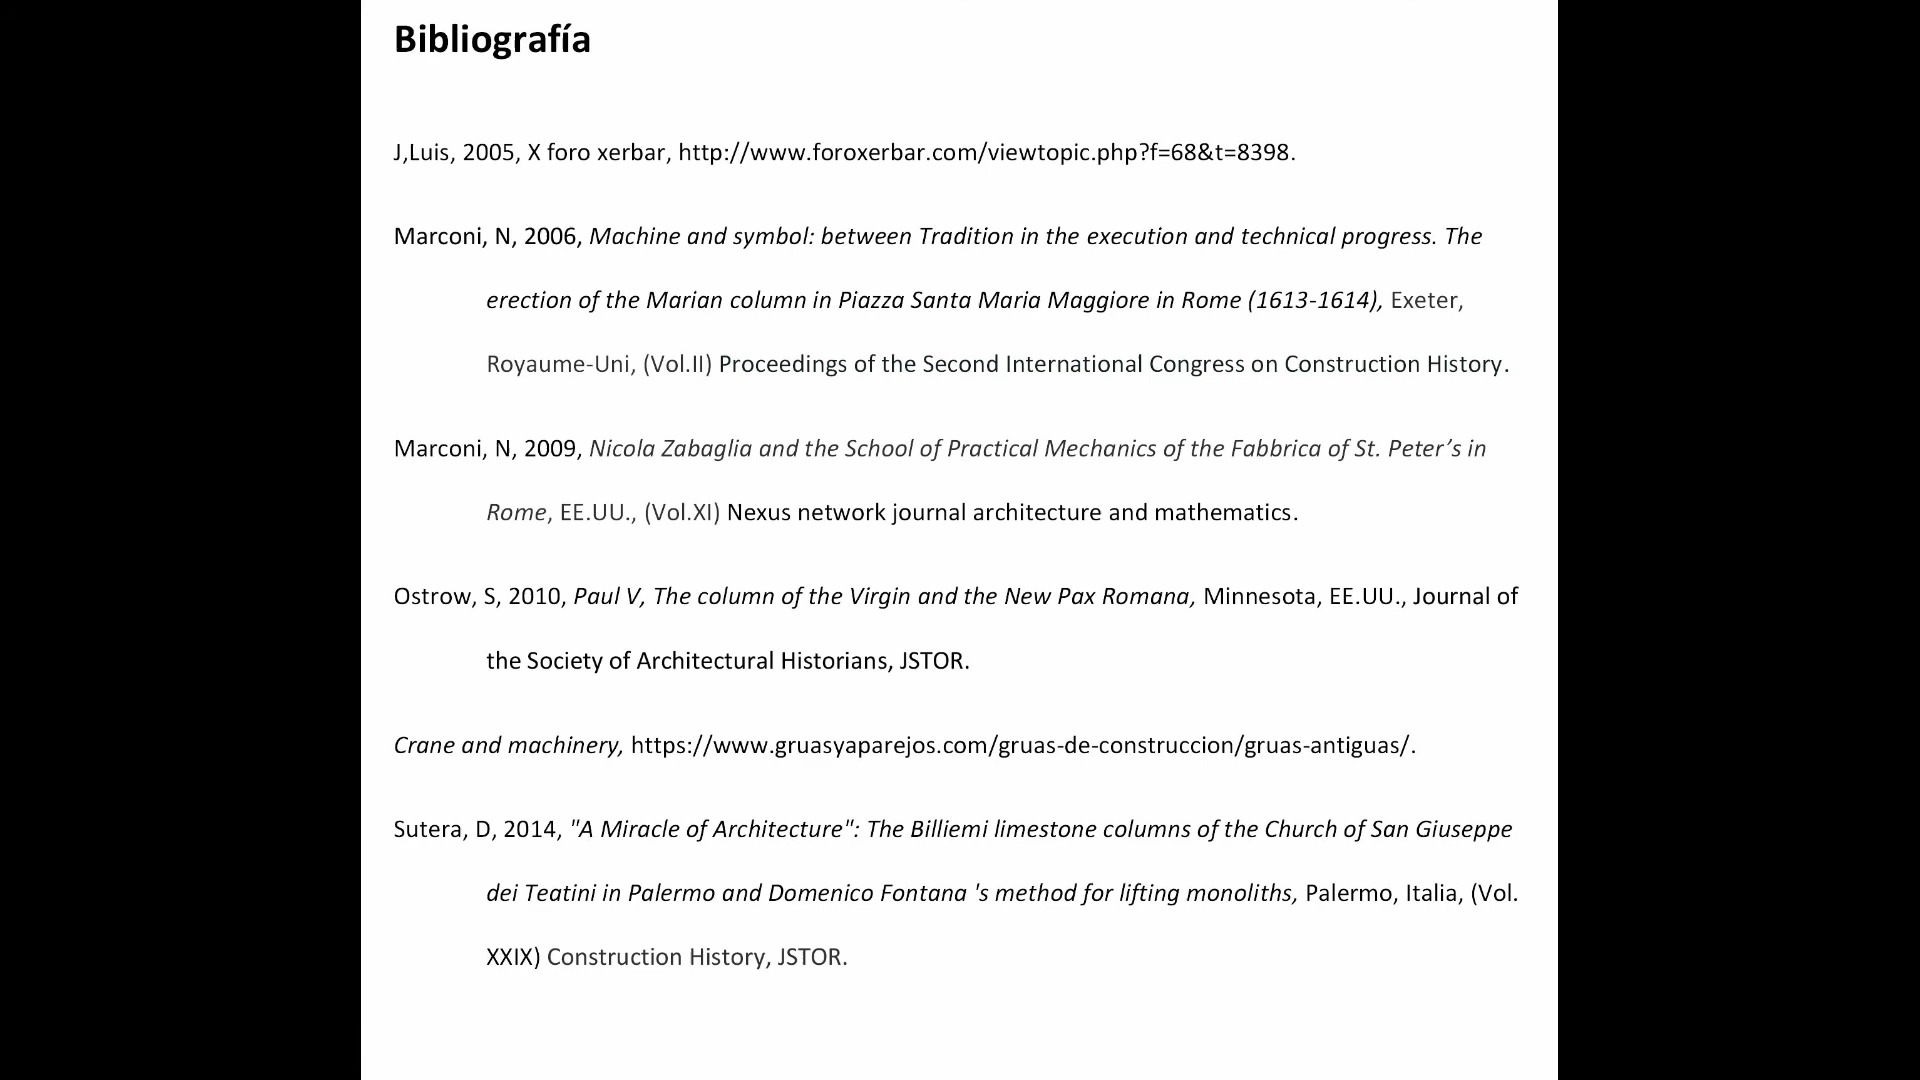 Bibliografía
J,Luis, 2005, X foro xerbar, http://www.foroxerbar.com/viewtopic.php?f=68&t=8398.
Marconi, N, 2006, Machine and symbol: between Tradition in the execution and technical progress. The
erection of the Marian column in Piazza Santa Maria Maggiore in Rome (1613-1614), Exeter,
Royaume-Uni, (Vol.II) Proceedings of the Second International Congress on Construction History.
Marconi, N, 2009, Nicola Zabaglia and the School of Practical Mechanics of the Fabbrica of St. Peter’s in
Rome, EE.UU., (Vol.XI) Nexus network journal architecture and mathematics.
Ostrow, S, 2010, Paul V, The column of the Virgin and the New Pax Romana, Minnesota, EE.UU., Journal of
the Society of Architectural Historians, JSTOR.
Crane and machinery, https://www.gruasyaparejos.com/gruas-de-construccion/gruas-antiguas/.
Sutera, D, 2014, "A Miracle of Architecture": The Billiemi limestone columns of the Church of San Giuseppe
dei Teatini in Palermo and Domenico Fontana 's method for lifting monoliths, Palermo, Italia, (Vol.
XXIX) Construction History, JSTOR.